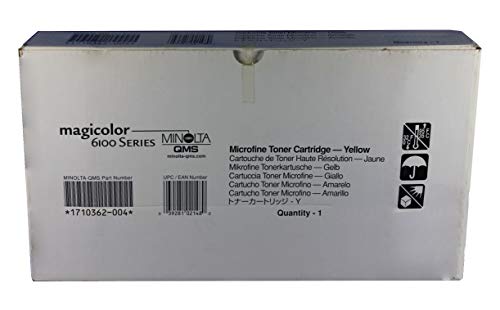 magicolor
6100 SERIES
MINOLTA
QMS
minolta-qms.com
Microfine Toner Cartridge — Yellow
Cartouche de Toner Haute Résolution — Jaune
Mikrofine Tonerkartusche — Gelb
Cartuccia Toner Microfine — Giallo
Cartucho Toner Microfino — Amarelo
Cartucho Toner Microfino — Amarillo
トナーカートリッジ - Y
Quantity - 1
MINOLTA-QMS Part Number
*1710362-004*
UPC / EAN Number